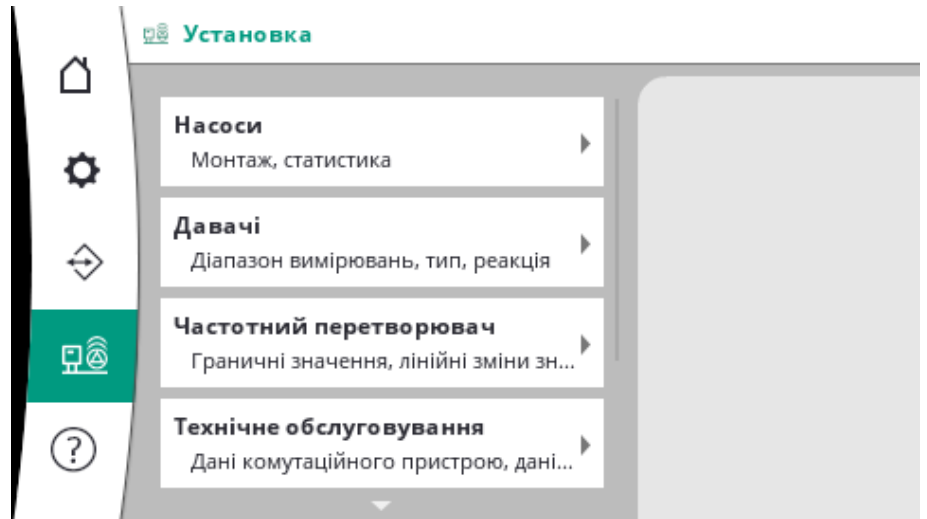 Установка
Насоси
Монтаж, статистика
Давачі
Діапазон вимірювань, тип, реакція
Частотний перетворювач
Граничні значення, лінійні зміни зн...
Технічне обслуговування
Дані комутаційного пристрою, дані...
?